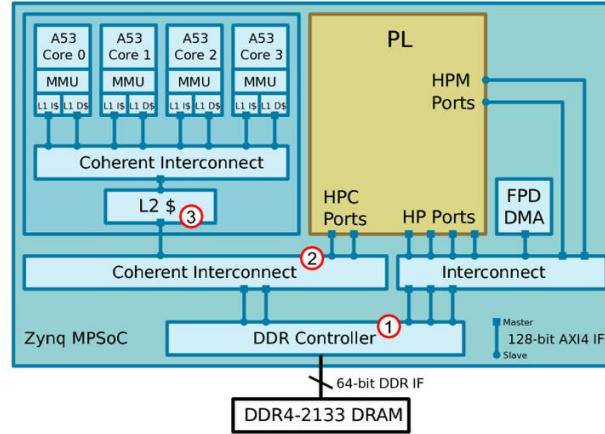 A53
Core 0
A53
Core 1
A53
Core 2
A53
Core 3
MMU
MMU
MMU
MMU
L1 I$
L1 D$
L1 I$
L1 D$
L1 I$
L1 D$
L1 I$
L1 D$
Coherent Interconnect
L2 $
3
PL
HPM
Ports
HPC
Ports
HP Ports
FPD
DMA
2
Coherent Interconnect
Interconnect
1
DDR Controller
Zynq MPSoC
Master
128-bit AXI4 IF
Slave
64-bit DDR IF
DDR4-2133 DRAM